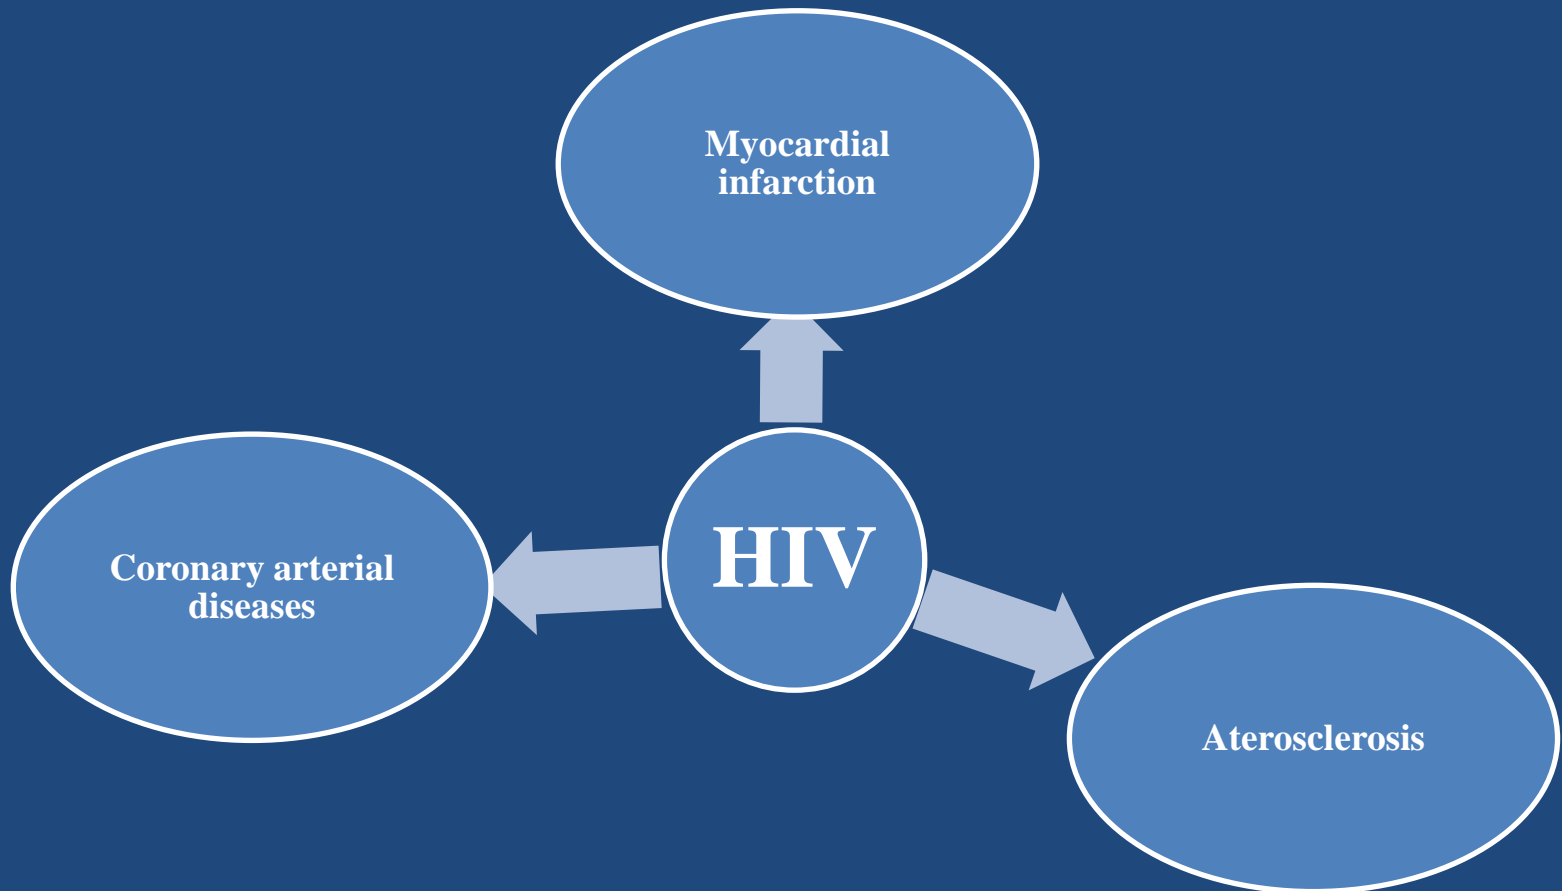 Myocardial
infarction
HIV
Coronary arterial
diseases
Aterosclerosis